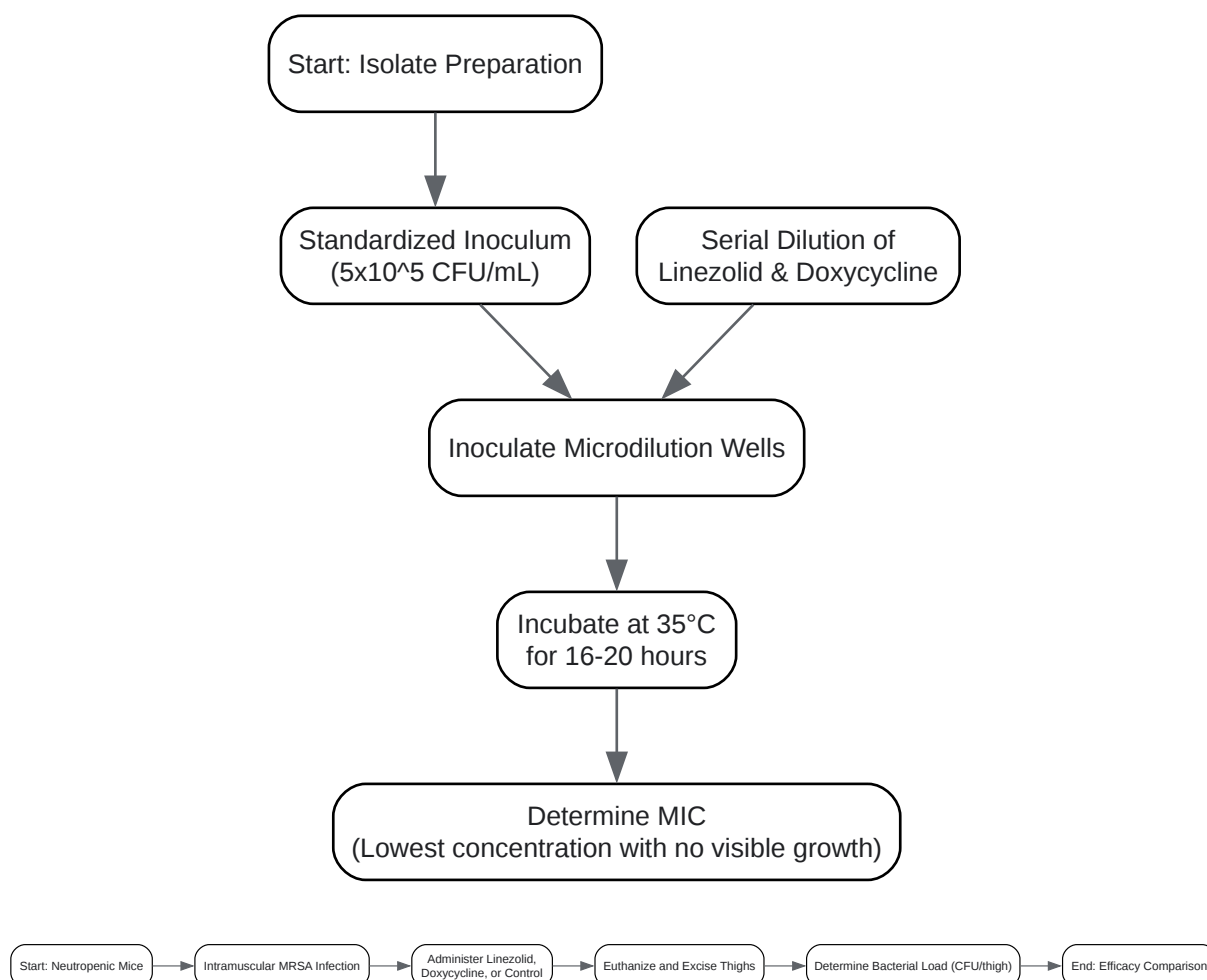 Start: Isolate Preparation
Standardized Inoculum
(5x10^5 CFU/mL)
Serial Dilution of
Linezolid & Doxycycline
Inoculate Microdilution Wells
Incubate at 35°C
for 16-20 hours
Determine MIC
(Lowest concentration with no visible growth)
Start: Neutropenic Mice
Intramuscular MRSA Infection
Administer Linezolid,
Doxycycline, or Control
Euthanize and Excise Thighs
Determine Bacterial Load (CFU/thigh)
End: Efficacy Comparison